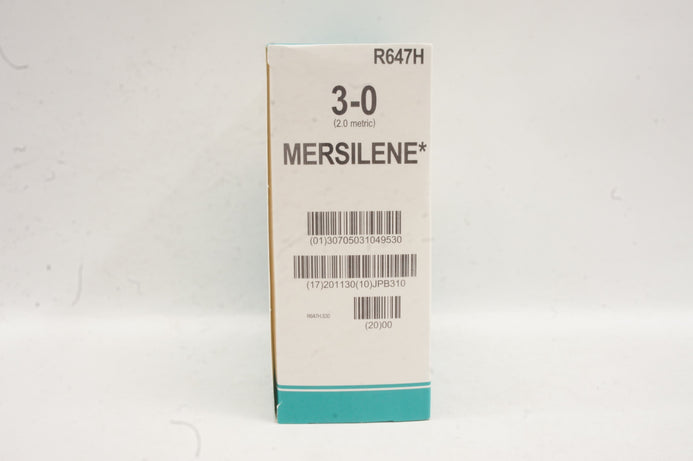 R647H
3-0
(2.0 metric)
MERSILENE*
(01)30705031049530
(17)201130(10)JPB310
(20)00